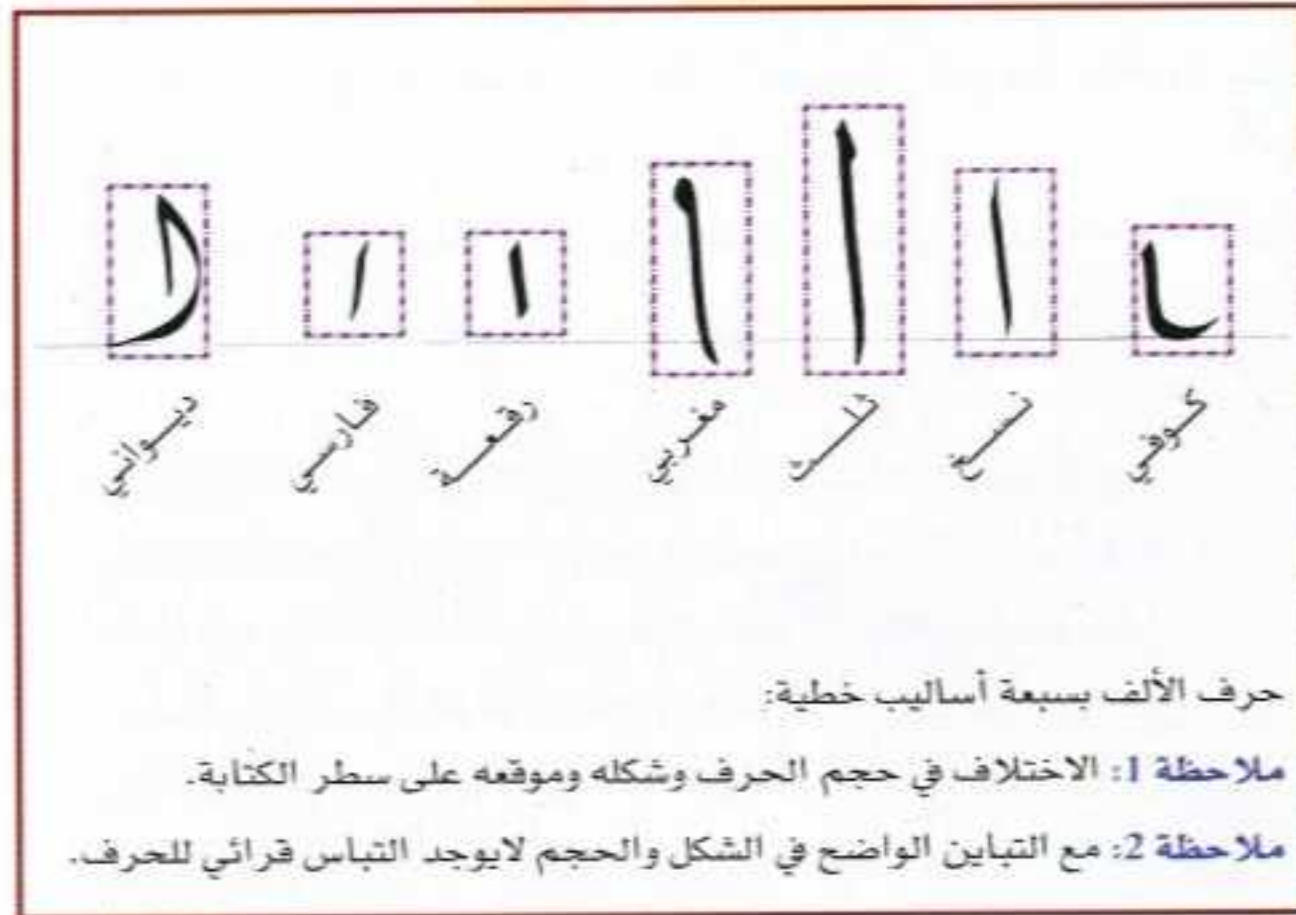 كوفي نسخ ثلث مغربي رقعة فارسي ديواني
حرف الألف بسبعة أساليب خطية:
ملاحظة 1: الاختلاف في حجم الحرف وشكله وموقعه على سطر الكتابة.
ملاحظة 2: مع التباين الواضح في الشكل والحجم لايوجد التباس قرائي للحرف.